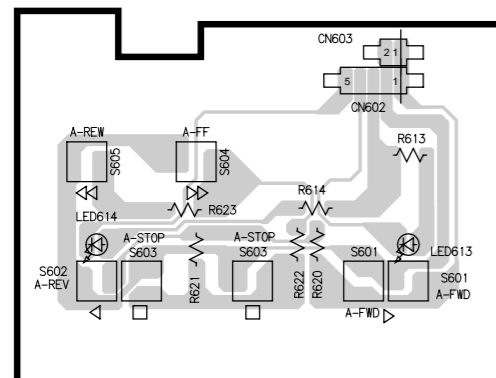 CN603
2 1
5 1
CN602
A-REW
A-FF
R613
S605
S604
R614
R623
LED614
A-STOP
A-STOP
S601
LED613
S602
S603
S603
S601
A-REV
R621
R622
R620
A-FWD
A-FWD